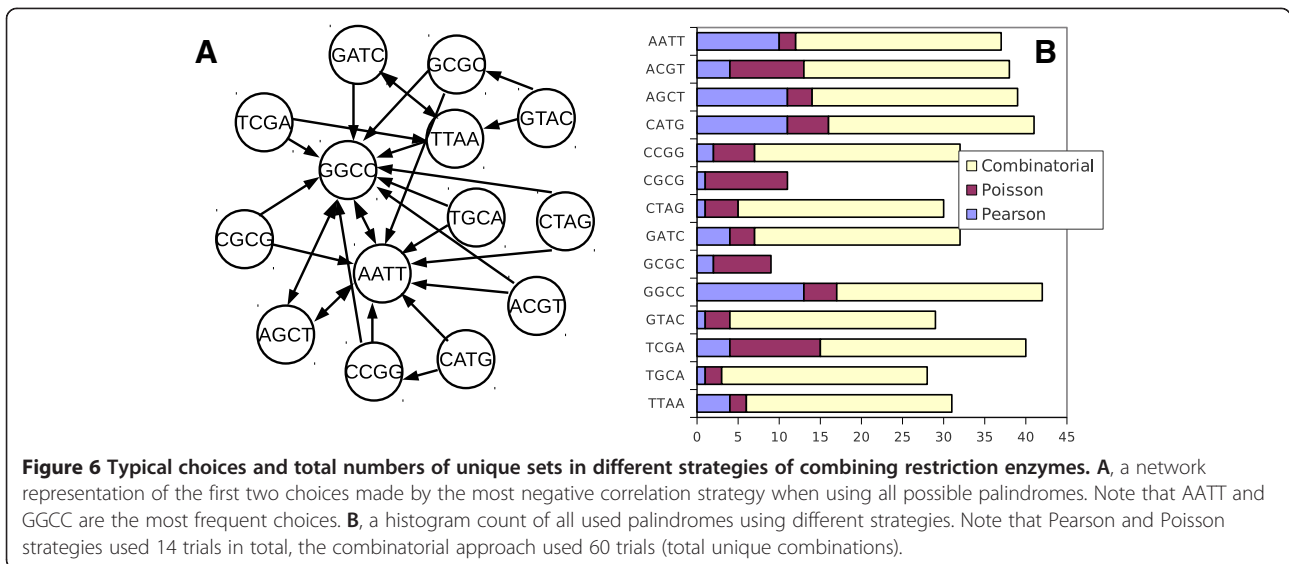 A
GATC
GCGC
GTAC
TCGA
TTAA
GGCC
TGCA
CTAG
CGCG
AATT
ACGT
AGCT
CCGG
CATG
B
AATT
ACGT
AGCT
CATG
CCGG
CGCG
CTAG
GATC
GCGC
GGCC
GTAC
TCGA
TGCA
TTAA
Combinatorial
Poisson
Pearson
0 5 10 15 20 25 30 35 40 45
Figure 6 Typical choices and total numbers of unique sets in different strategies of combining restriction enzymes. A, a network
representation of the first two choices made by the most negative correlation strategy when using all possible palindromes. Note that AATT and
GGCC are the most frequent choices. B, a histogram count of all used palindromes using different strategies. Note that Pearson and Poisson
strategies used 14 trials in total, the combinatorial approach used 60 trials (total unique combinations).